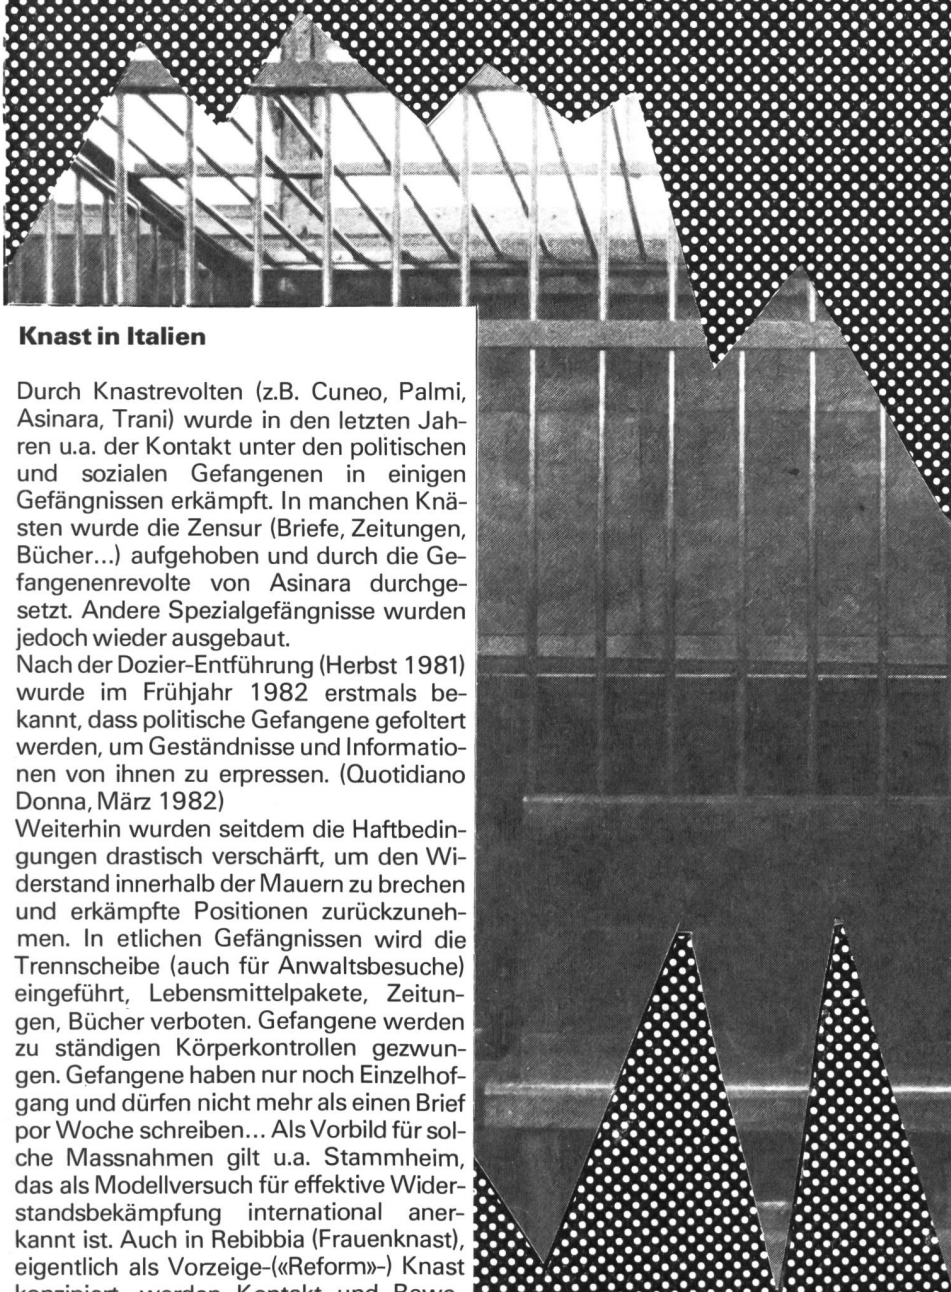 Knast in Italien
Durch Knastrevolten (z.B. Cuneo, Palmi,
Asinara, Trani) wurde in den letzten Jah-
ren u.a. der Kontakt unter den politischen
und sozialen Gefangenen in einigen
Gefängnissen erkämpft. In manchen Knä-
sten wurde die Zensur (Briefe, Zeitungen,
Bücher...) aufgehoben und durch die Ge-
fangenenrevolte von Asinara durchge-
setzt. Andere Spezialgefängnisse wurden
jedoch wieder ausgebaut.
Nach der Dozier-Entführung (Herbst 1981)
wurde im Frühjahr 1982 erstmals be-
kannt, dass politische Gefangene gefoltert
werden, um Geständnisse und Informatio-
nen von ihnen zu erpressen. (Quotidiano
Donna, März 1982)
Weiterhin wurden seitdem die Haftbedin-
gungen drastisch verschärft, um den Wi-
derstand innerhalb der Mauern zu brechen
und erkämpfte Positionen zurückzuneh-
men. In etlichen Gefängnissen wird die
Trennscheibe (auch für Anwaltsbesuche)
eingeführt, Lebensmittelpakete, Zeitun-
gen, Bücher verboten. Gefangene werden
zu ständigen Körperkontrollen gezwun-
gen. Gefangene haben nur noch Einzelhof-
gang und dürfen nicht mehr als einen Brief
por Woche schreiben... Als Vorbild für sol-
che Massnahmen gilt u.a. Stammheim,
das als Modellversuch für effektive Wider-
standsbekämpfung international aner-
kannt ist. Auch in Rebibbia (Frauenknast),
eigentlich als Vorzeige-(«Reform»-) Knast
konzipiert, werden Kontakt und Bewe-